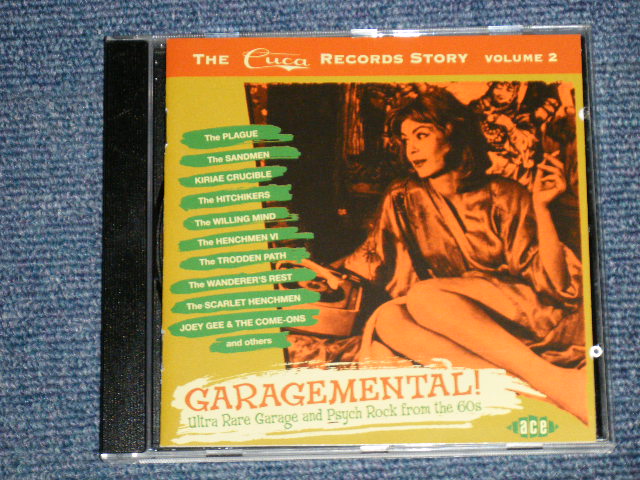 THE Cuca RECORDS STORY VOLUME 2
The PLAGUE
The SANDMEN
KIRIAE CRUCIBLE
The HITCHIKERS
The WILLING MIND
The HENCHMEN VI
The TRODDEN PATH
The WANDERER'S REST
The SCARLET HENCHMEN
JOEY GEE & THE COME-ONS
and others
GARAGEMENTAL!
Ultra Rare Garage and Psych Rock from the 60s
ace